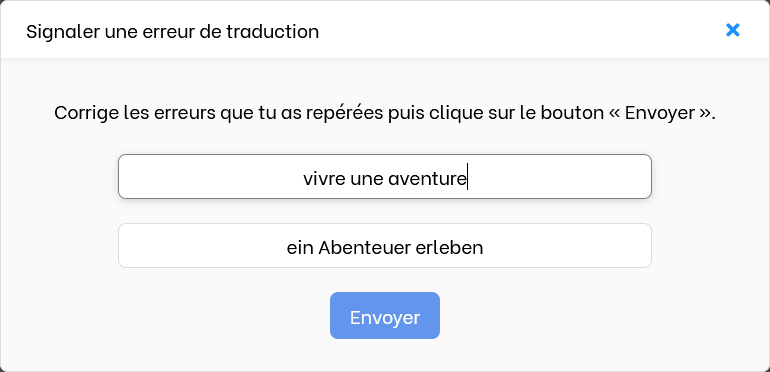 Signaler une erreur de traduction
Corrige les erreurs que tu as repérées puis clique sur le bouton « Envoyer ».
vivre une aventure
ein Abenteuer erleben
Envoyer